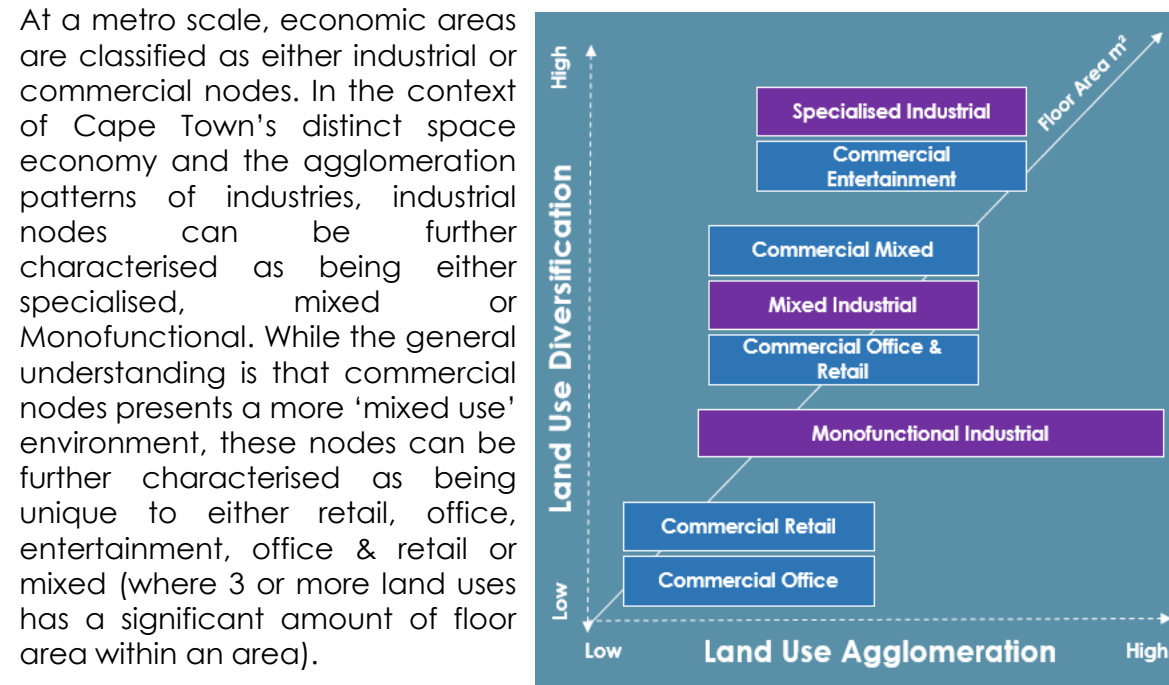 At a metro scale, economic areas
are classified as either industrial or
commercial nodes. In the context
of Cape Town’s distinct space
economy and the agglomeration
patterns of industries, industrial
nodes can be further
characterised as being either
specialised, mixed or
Monofunctional. While the general
understanding is that commercial
nodes presents a more ‘mixed use’
environment, these nodes can be
further characterised as being
unique to either retail, office,
entertainment, office & retail or
mixed (where 3 or more land uses
has a significant amount of floor
area within an area).
High
Land Use Diversification
Low
Floor Area m²
Specialised Industrial
Commercial
Entertainment
Commercial Mixed
Mixed Industrial
Commercial Office &
Retail
Monofunctional Industrial
Commercial Retail
Commercial Office
Low
Land Use Agglomeration
High